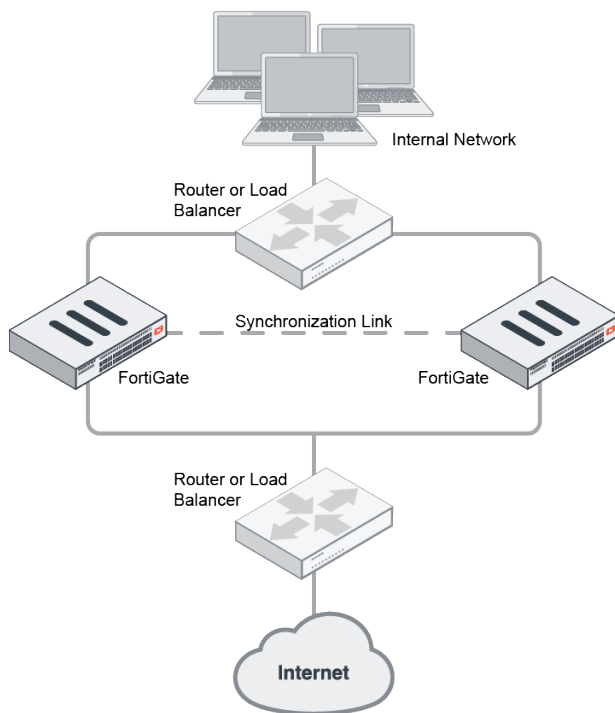 Internal Network
Router or Load
Balancer
Synchronization Link
FortiGate
FortiGate
Router or Load
Balancer
Internet